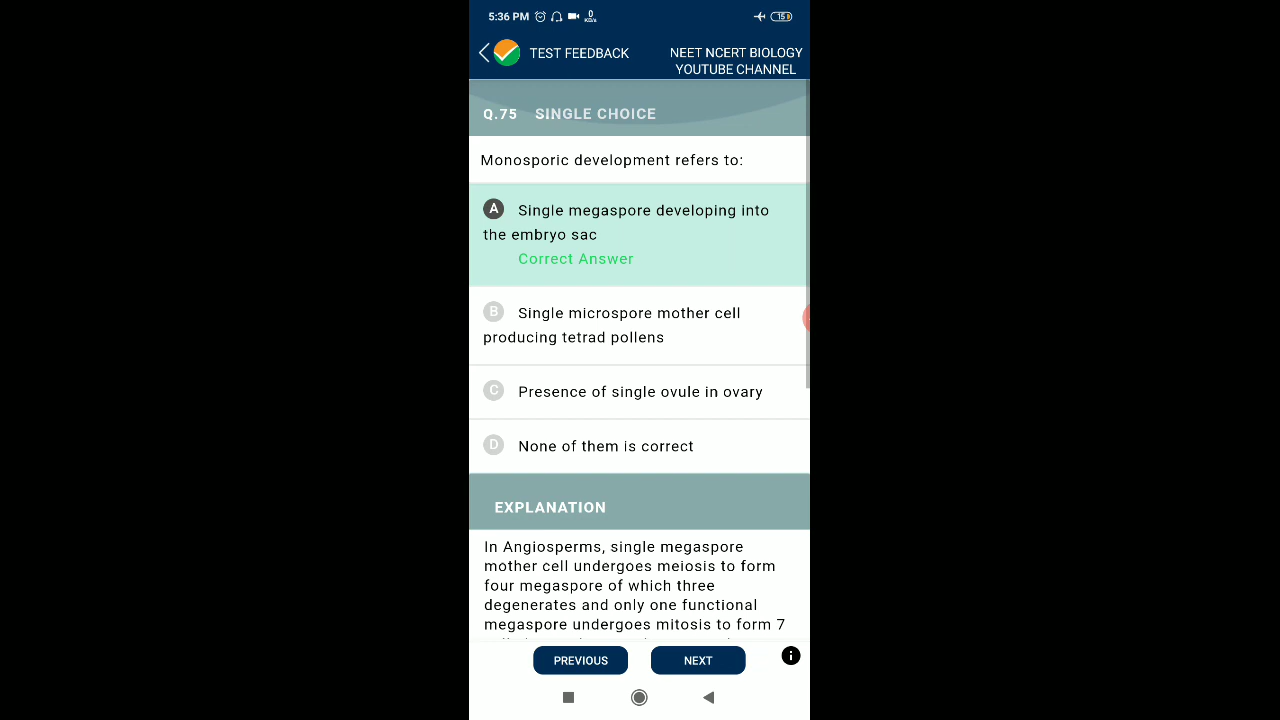 5:36 PM 0 KB/s 15
TEST FEEDBACK
NEET NCERT BIOLOGY
YOUTUBE CHANNEL
Q.75 SINGLE CHOICE
Monosporic development refers to:
A Single megaspore developing into
the embryo sac
Correct Answer
B Single microspore mother cell
producing tetrad pollens
C Presence of single ovule in ovary
D None of them is correct
EXPLANATION
In Angiosperms, single megaspore
mother cell undergoes meiosis to form
four megaspore of which three
degenerates and only one functional
megaspore undergoes mitosis to form 7
PREVIOUS NEXT